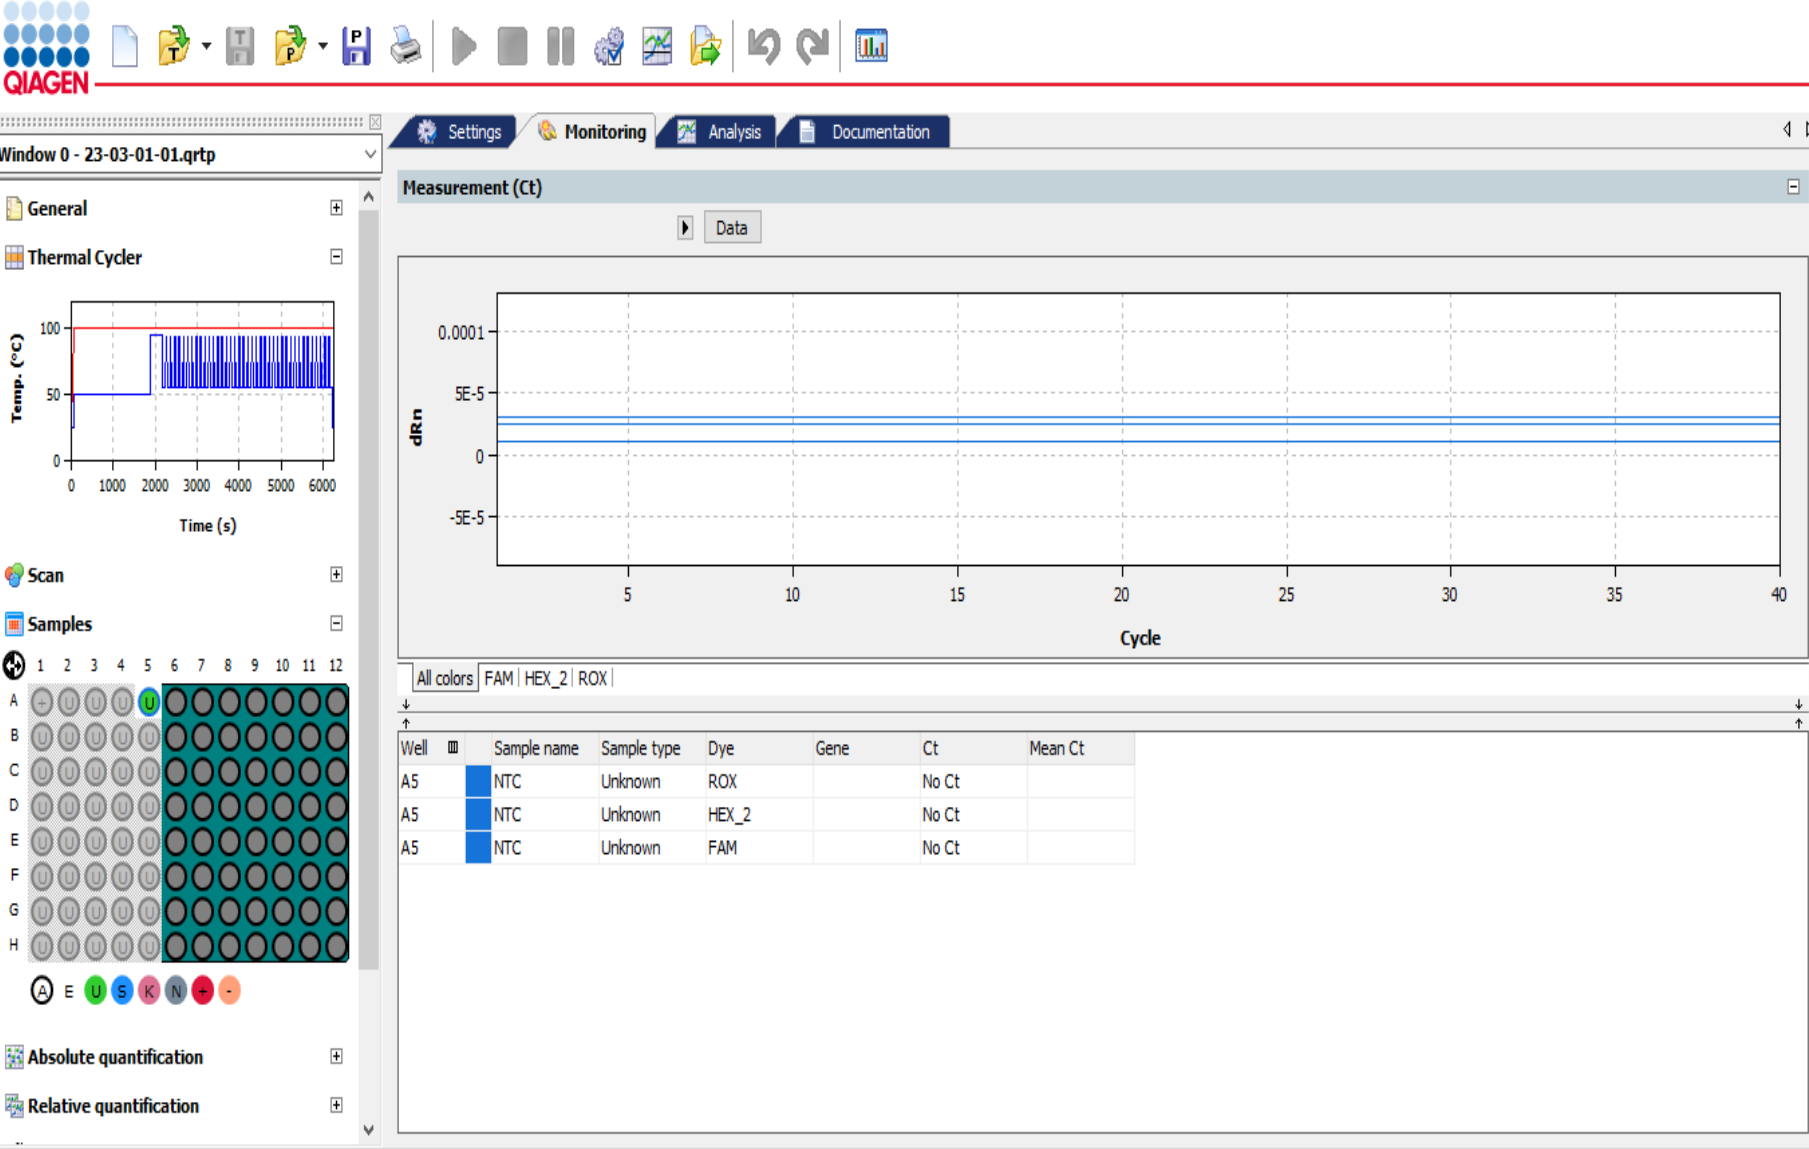 T P P
QIAGEN
Settings Monitoring Analysis Documentation
Window 0 - 23-03-01-01.qrtp
Measurement (Ct)
General
Data
Thermal Cycler
Temp. (°C)
100
50
0
0 1000 2000 3000 4000 5000 6000
Time (s)
dRn
0.0001
5E-5
0
-5E-5
5 10 15 20 25 30 35 40
Cycle
Scan
Samples
1 2 3 4 5 6 7 8 9 10 11 12
A + U U U U
B U U U U U
C U U U U U
D U U U U U
E U U U U U
F U U U U U
G U U U U U
H U U U U U
A E U S K N + -
All colors FAM HEX_2 ROX
Well Sample name Sample type Dye Gene Ct Mean Ct
A5 NTC Unknown ROX No Ct
A5 NTC Unknown HEX_2 No Ct
A5 NTC Unknown FAM No Ct
Absolute quantification
Relative quantification